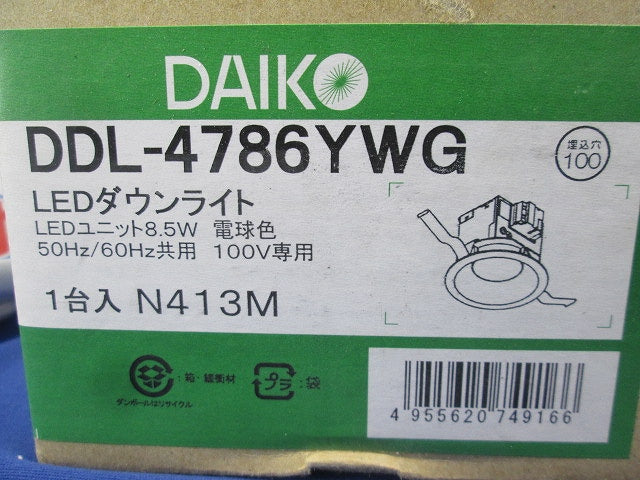 DAIKO
DDL-4786YWG
埋込穴
100
LEDダウンライト
LEDユニット8.5W 電球色
50Hz/60Hz共用 100V専用
1台入 N413M
:箱・緩衝材
ダンボールはリサイクル
プラ
:袋
4 955620 749166